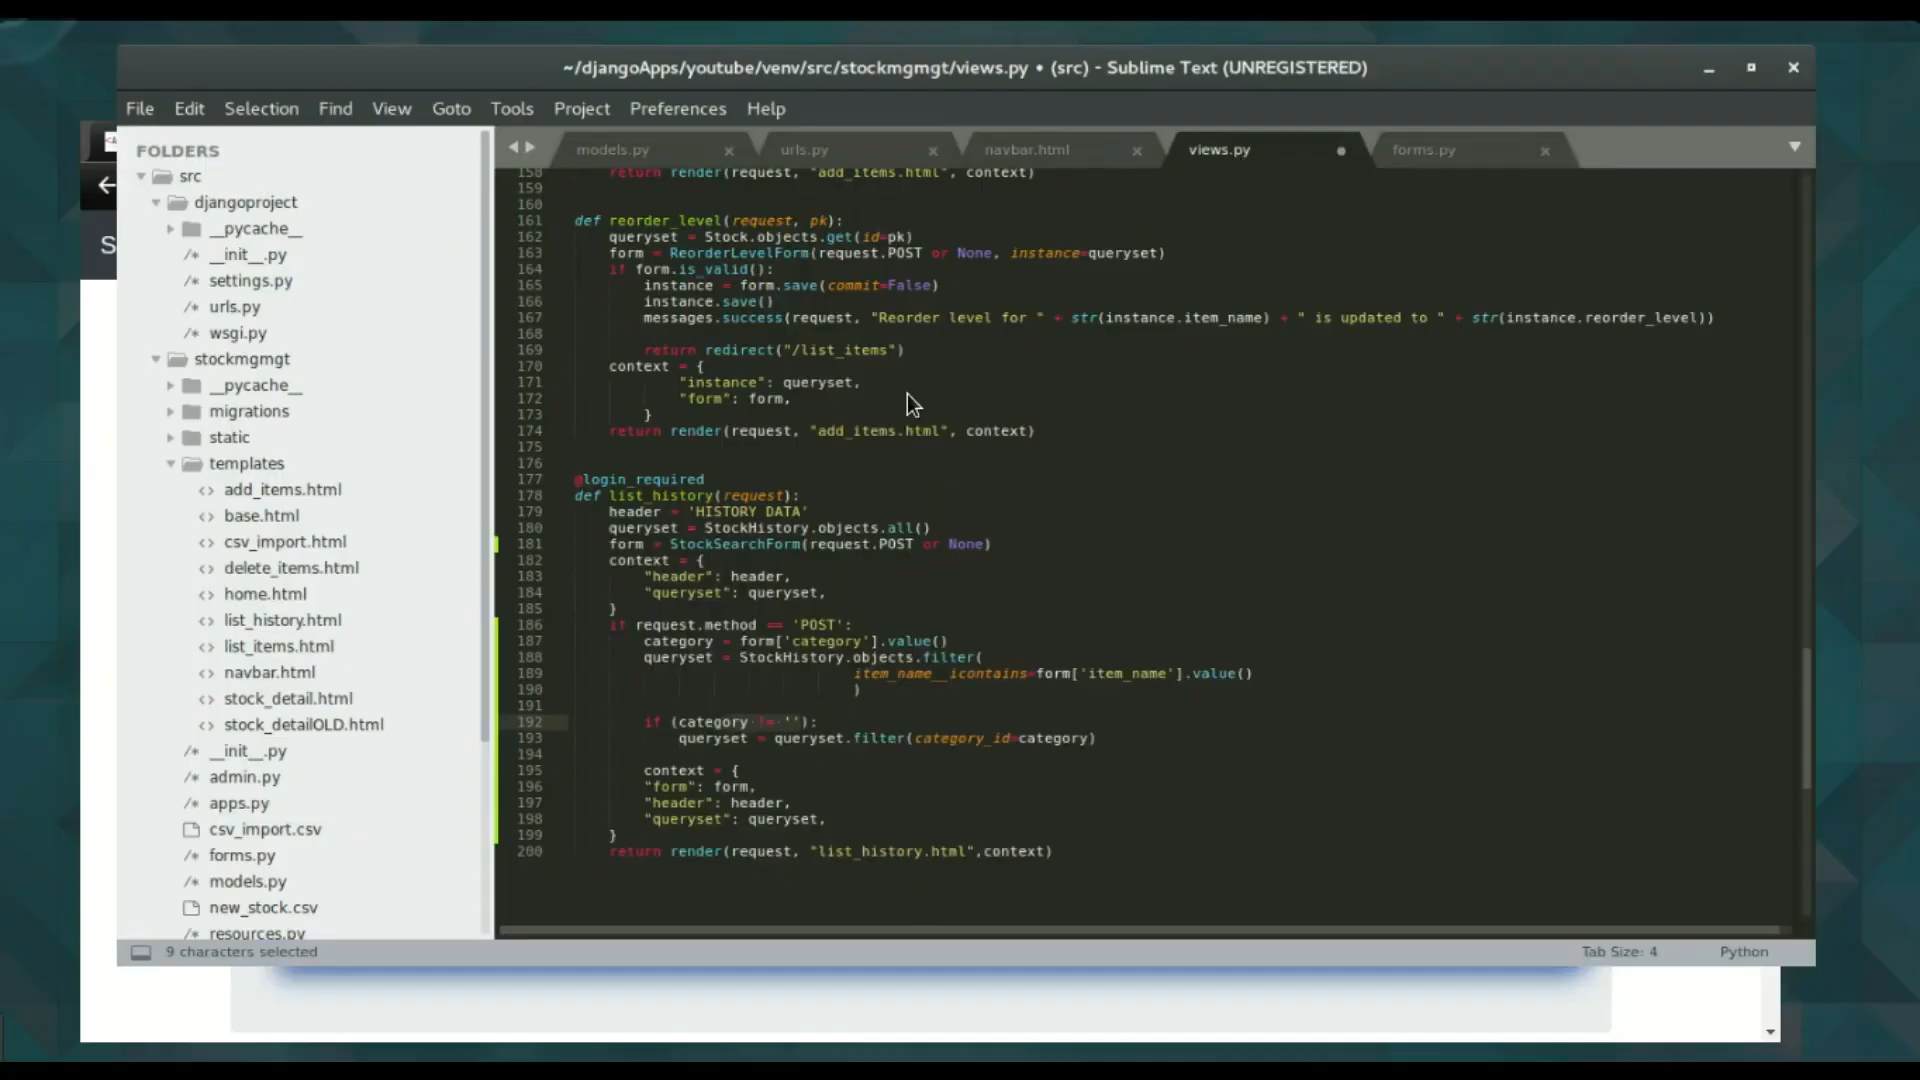 ~/djangoApps/youtube/venv/src/stockmgmgt/views.py • (src) - Sublime Text (UNREGISTERED)
File Edit Selection Find View Goto Tools Project Preferences Help
FOLDERS
src
djangoproject
__pycache__
__init__.py
settings.py
urls.py
wsgi.py
stockmgmgt
__pycache__
migrations
static
templates
add_items.html
base.html
csv_import.html
delete_items.html
home.html
list_history.html
list_items.html
navbar.html
stock_detail.html
stock_detailOLD.html
__init__.py
admin.py
apps.py
csv_import.csv
forms.py
models.py
new_stock.csv
resources.py
models.py urls.py navbar.html views.py forms.py
158 return render(request, "add_items.html", context)
159
160
161 def reorder_level(request, pk):
162 queryset = Stock.objects.get(id=pk)
163 form = ReorderLevelForm(request.POST or None, instance=queryset)
164 if form.is_valid():
165 instance = form.save(commit=False)
166 instance.save()
167 messages.success(request, "Reorder level for " + str(instance.item_name) + " is updated to " + str(instance.reorder_level))
168
169 return redirect("/list_items")
170 context = {
171 "instance": queryset,
172 "form": form,
173 }
174 return render(request, "add_items.html", context)
175
176
177 @login_required
178 def list_history(request):
179 header = 'HISTORY DATA'
180 queryset = StockHistory.objects.all()
181 form = StockSearchForm(request.POST or None)
182 context = {
183 "header": header,
184 "queryset": queryset,
185 }
186 if request.method == 'POST':
187 category = form['category'].value()
188 queryset = StockHistory.objects.filter(
189 item_name__icontains=form['item_name'].value()
190 )
191
192 if (category != ''):
193 queryset = queryset.filter(category_id=category)
194
195 context = {
196 "form": form,
197 "header": header,
198 "queryset": queryset,
199 }
200 return render(request, "list_history.html",context)
9 characters selected
Tab Size: 4 Python
S